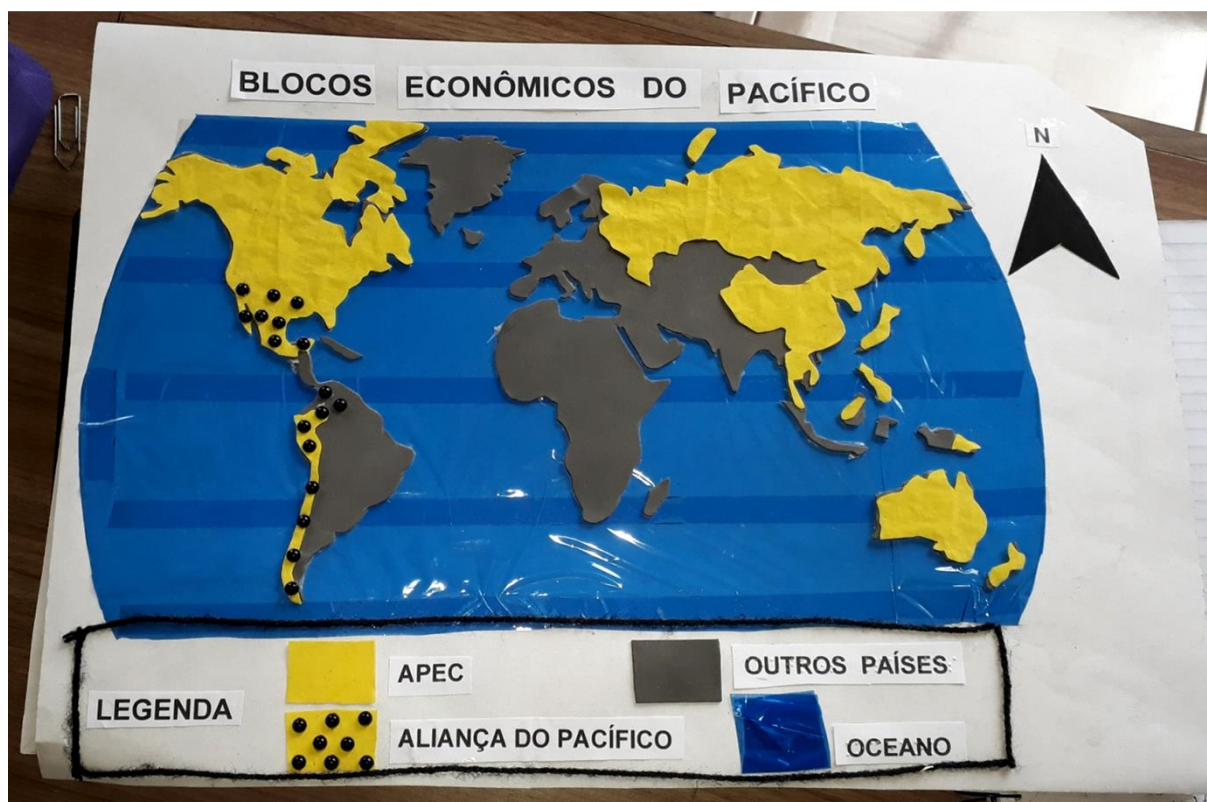 BLOCOS ECONÔMICOS DO PACÍFICO
N
LEGENDA
APEC
ALIANÇA DO PACÍFICO
OUTROS PAÍSES
OCEANO